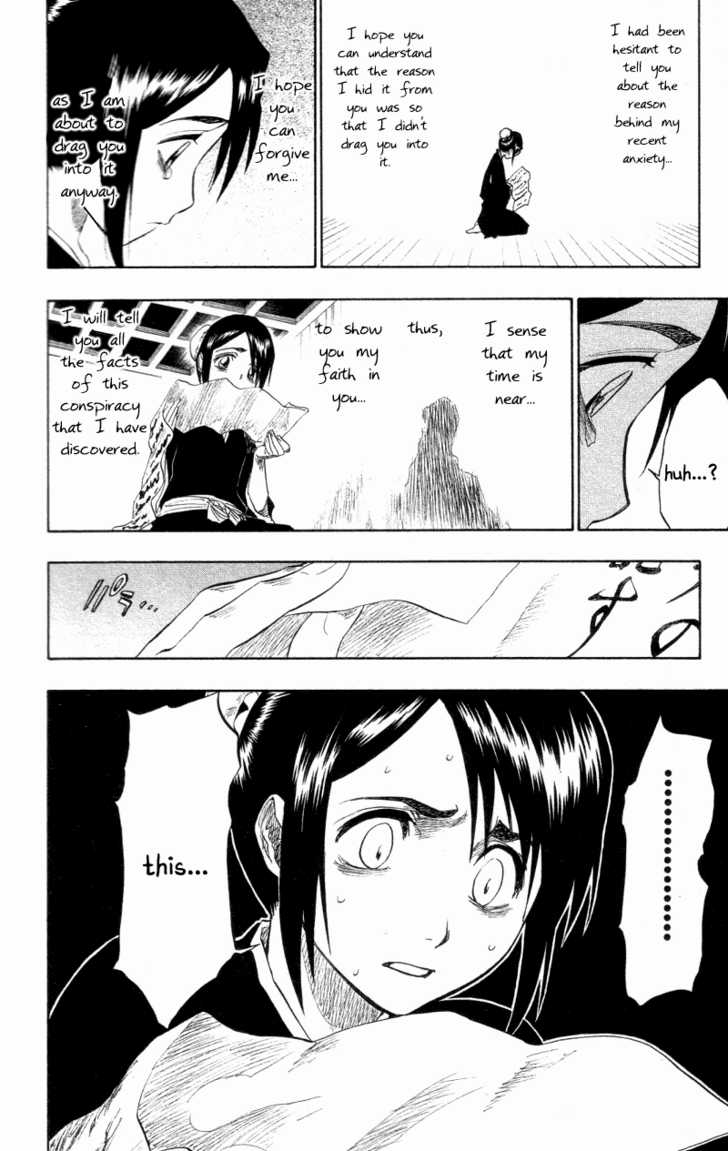 I had been
hesitant to
tell you
about the
reason
behind my
recent
anxiety...
I hope you
can understand
that the reason
I hid it from
you was so
that I didn't
drag you into
it.
I hope
you
can
forgive
me...
as I am
about to
drag you
into it
anyway.
huh...?
I sense
that my
time is
near...
thus,
to show
you my
faith in
you...
I will tell
you all
the facts
of this
conspiracy
that I have
discovered.
パラ...
................
this...